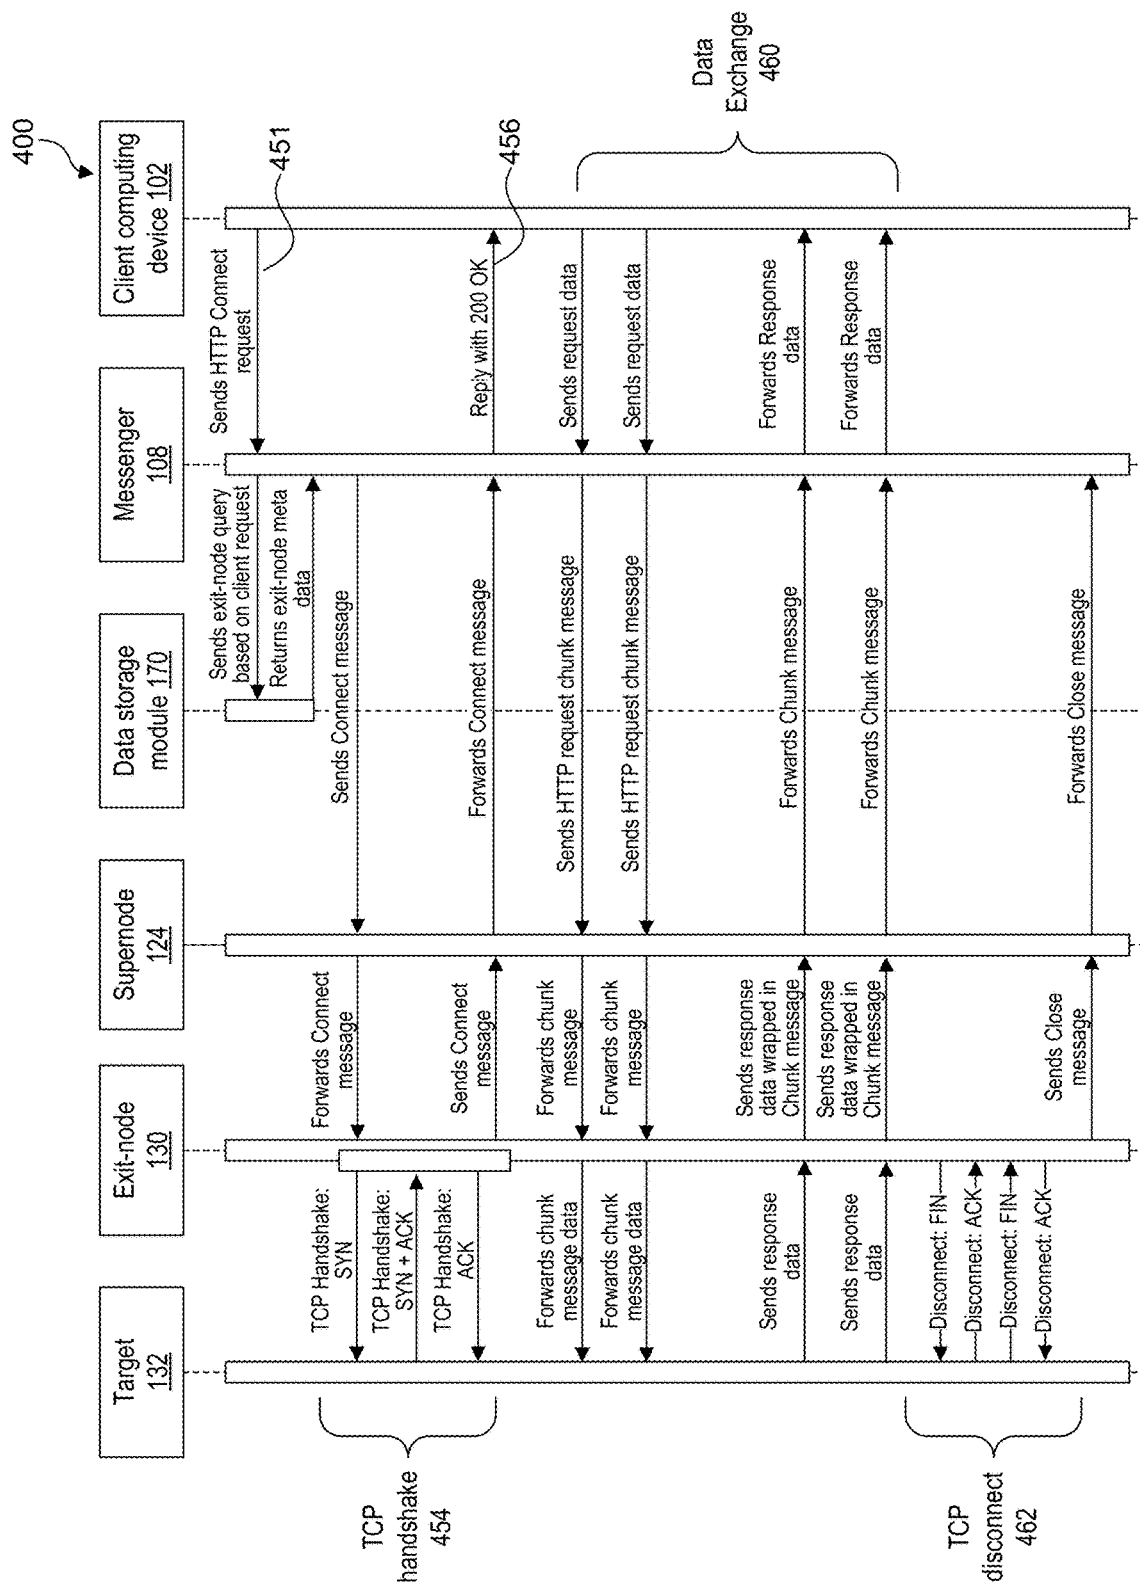 400
Client computing
device 102
Messenger
108
Data storage
module 170
Supernode
124
Exit-node
130
Target
132
451
Sends HTTP Connect
request
Sends exit-node query
based on client request
Returns exit-node meta
data
Sends Connect message
Forwards Connect
message
TCP Handshake:
SYN
TCP Handshake:
SYN + ACK
TCP Handshake:
ACK
TCP
handshake
454
Sends Connect
message
Forwards Connect message
Reply with 200 OK
456
Sends request data
Sends HTTP request chunk message
Forwards chunk
message
Forwards chunk
message data
Sends request data
Sends HTTP request chunk message
Forwards chunk
message
Forwards chunk
message data
Data
Exchange
460
Sends response
data
Sends response
data wrapped in
Chunk message
Forwards Chunk message
Forwards Response
data
Sends response
data
Sends response
data wrapped in
Chunk message
Forwards Chunk message
Forwards Response
data
Disconnect: FIN
Disconnect: ACK
Disconnect: FIN
Disconnect: ACK
TCP
disconnect
462
Sends Close
message
Forwards Close message